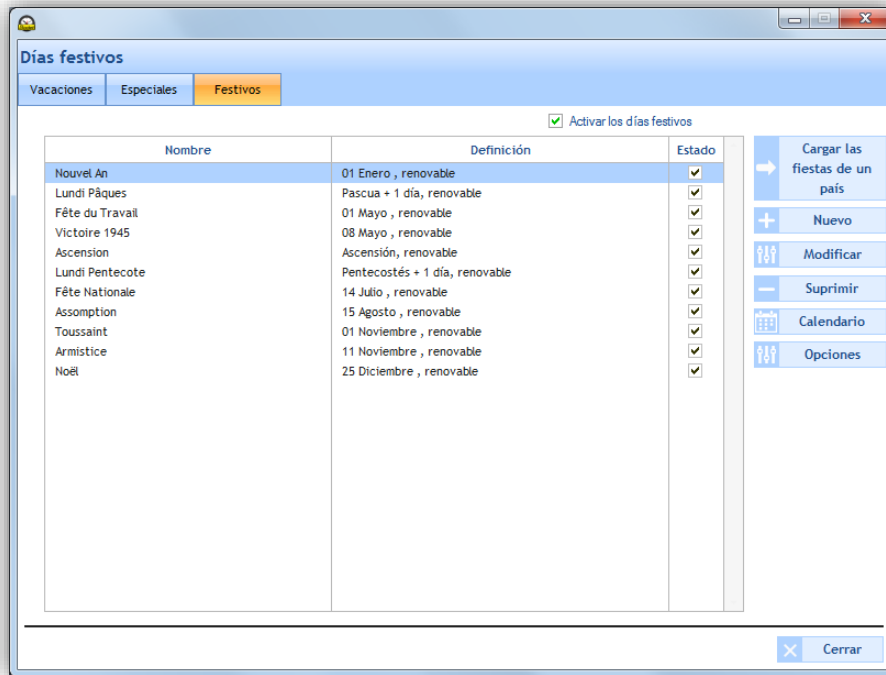 Días festivos
Vacaciones Especiales Festivos
Activar los días festivos
Nombre Definición Estado
Nouvel An 01 Enero , renovable
Lundi Pâques Pascua + 1 día, renovable
Fête du Travail 01 Mayo , renovable
Victoire 1945 08 Mayo , renovable
Ascension Ascensión, renovable
Lundi Pentecote Pentecostés + 1 día, renovable
Fête Nationale 14 Julio , renovable
Assomption 15 Agosto , renovable
Toussaint 01 Noviembre , renovable
Armistice 11 Noviembre , renovable
Noël 25 Diciembre , renovable
Cargar las
fiestas de un
país
Nuevo
Modificar
Suprimir
Calendario
Opciones
Cerrar